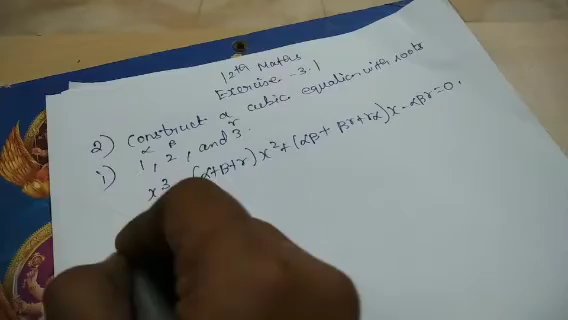 12th Maths
Exercise - 3.1
2) Construct a cubic equation with roots
α β γ
i) 1, 2, and 3.
x³ (α+β+γ)x²+(αβ+βγ+γα)x-αβγ=0.